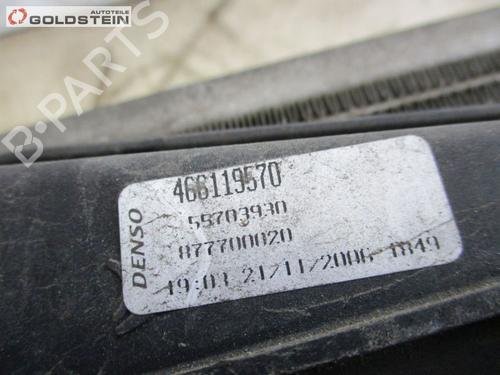 AUTOTEILE
GOLDSTEIN
B-PARTS
DENSO
466119570
55703930
877700020
19:03 21/11/2006 1849